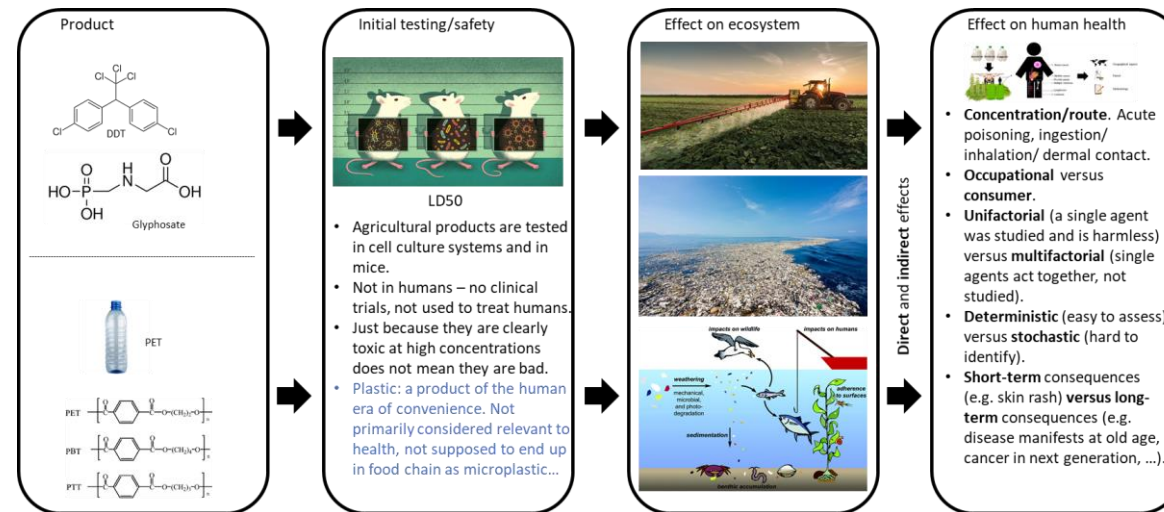 Product
Cl
Cl
Cl
Cl
Cl
DDT
O
HO
P
OH
H
N
O
OH
Glyphosate
PET
PET
PBT
PTT
Initial testing/safety
LD50
• Agricultural products are tested
in cell culture systems and in
mice.
• Not in humans – no clinical
trials, not used to treat humans.
• Just because they are clearly
toxic at high concentrations
does not mean they are bad.
• Plastic: a product of the human
era of convenience. Not
primarily considered relevant to
health, not supposed to end up
in food chain as microplastic…
Effect on ecosystem
impacts on wildlife
impacts on humans
weathering
mechanical,
microbial,
and photo-
degradation
adherence
to surfaces
sedimentation
benthic accumulation
Direct and indirect effects
Effect on human health
• Concentration/route. Acute
poisoning, ingestion/
inhalation/ dermal contact.
• Occupational versus
consumer.
• Unifactorial (a single agent
was studied and is harmless)
versus multifactorial (single
agents act together, not
studied).
• Deterministic (easy to assess)
versus stochastic (hard to
identify).
• Short-term consequences
(e.g. skin rash) versus long-
term consequences (e.g.
disease manifests at old age,
cancer in next generation, …).